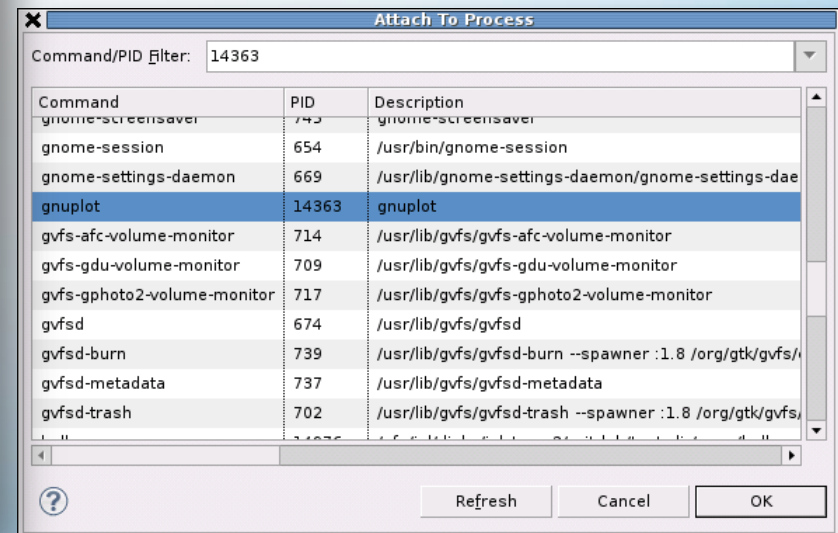 Attach To Process
Command/PID Filter: 14363
Command PID Description
gnome-screensaver 745 gnome-screensaver
gnome-session 654 /usr/bin/gnome-session
gnome-settings-daemon 669 /usr/lib/gnome-settings-daemon/gnome-settings-dae
gnuplot 14363 gnuplot
gvfs-afc-volume-monitor 714 /usr/lib/gvfs/gvfs-afc-volume-monitor
gvfs-gdu-volume-monitor 709 /usr/lib/gvfs/gvfs-gdu-volume-monitor
gvfs-gphoto2-volume-monitor 717 /usr/lib/gvfs/gvfs-gphoto2-volume-monitor
gvfsd 674 /usr/lib/gvfs/gvfsd
gvfsd-burn 739 /usr/lib/gvfs/gvfsd-burn --spawner :1.8 /org/gtk/gvfs/
gvfsd-metadata 737 /usr/lib/gvfs/gvfsd-metadata
gvfsd-trash 702 /usr/lib/gvfs/gvfsd-trash --spawner :1.8 /org/gtk/gvfs/
? Refresh Cancel OK